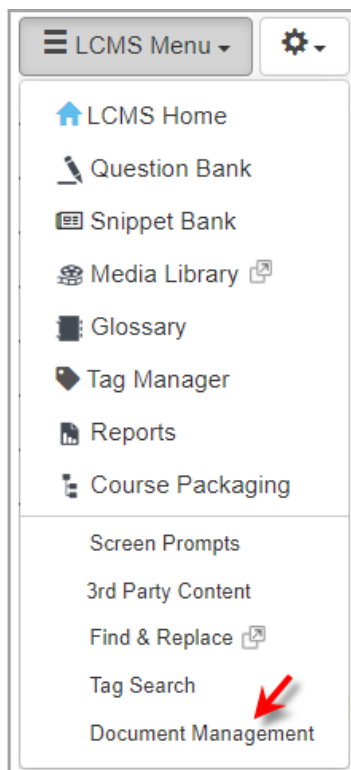 LCMS Menu
LCMS Home
Question Bank
Snippet Bank
Media Library
Glossary
Tag Manager
Reports
Course Packaging
Screen Prompts
3rd Party Content
Find & Replace
Tag Search
Document Management